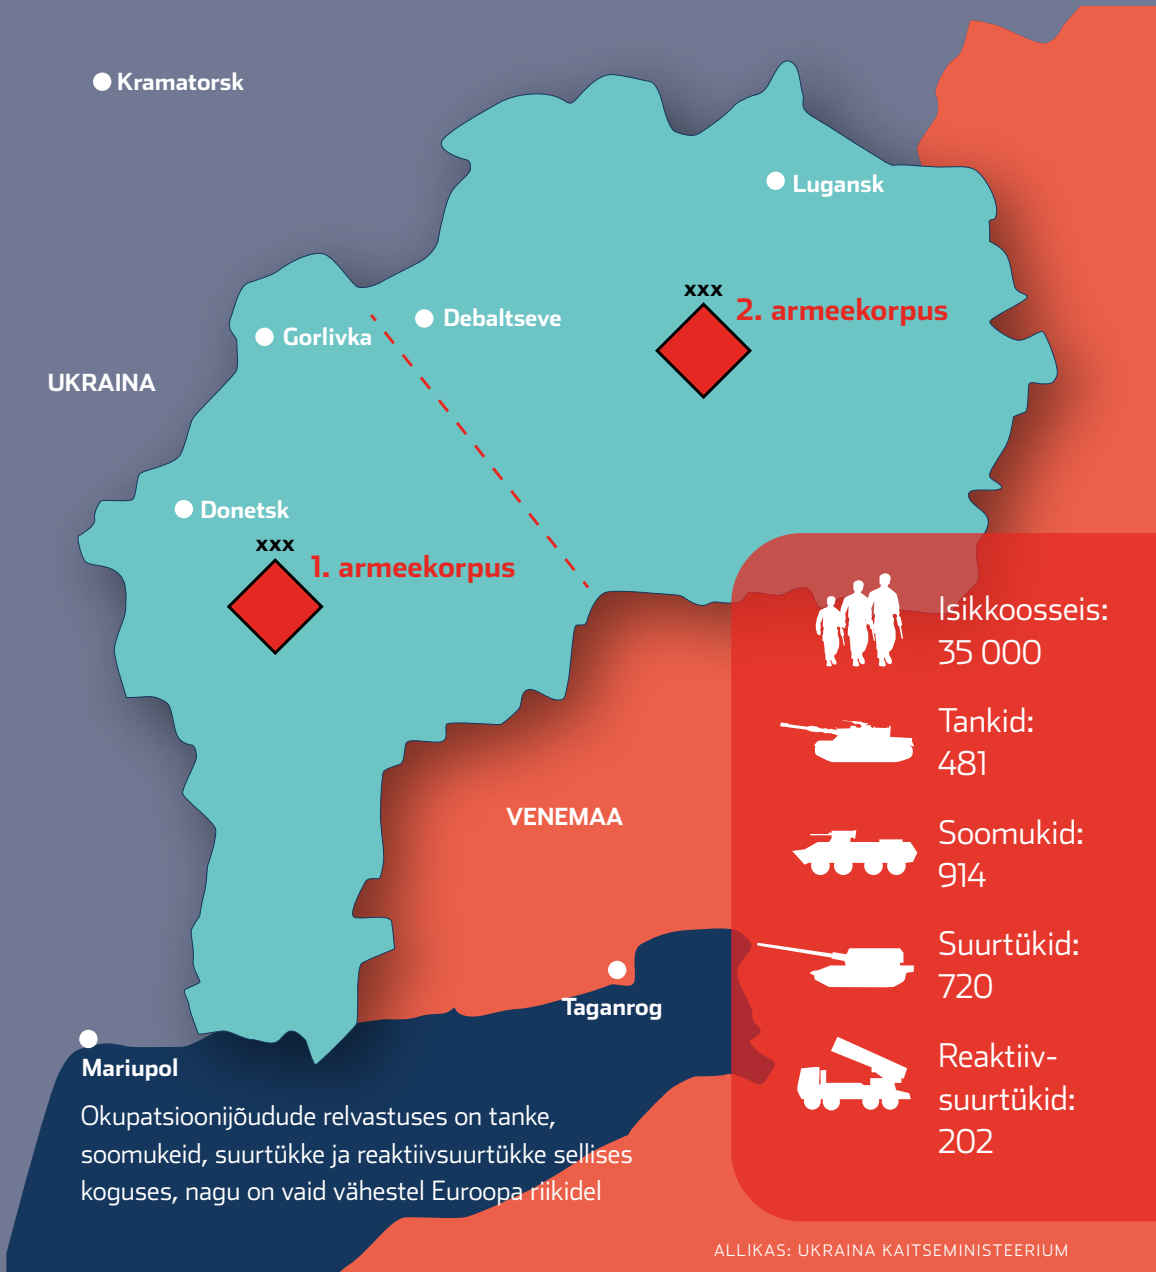 Kramatorsk
Lugansk
xxx
2. armeekorpus
Debaltseve
Gorlivka
UKRAINA
Donetsk
xxx
1. armeekorpus
Isikkoosseis:
35 000
Tankid:
481
VENEMAA
Soomukid:
914
Suurtükid:
720
Taganrog
Reaktiiv-
suurtükid:
202
Mariupol
Okupatsioonijõudude relvastuses on tanke,
soomukeid, suurtükke ja reaktiivsuurtükke sellises
koguses, nagu on vaid vähestel Euroopa riikidel
ALLIKAS: UKRAINA KAITSEMINISTEERIUM